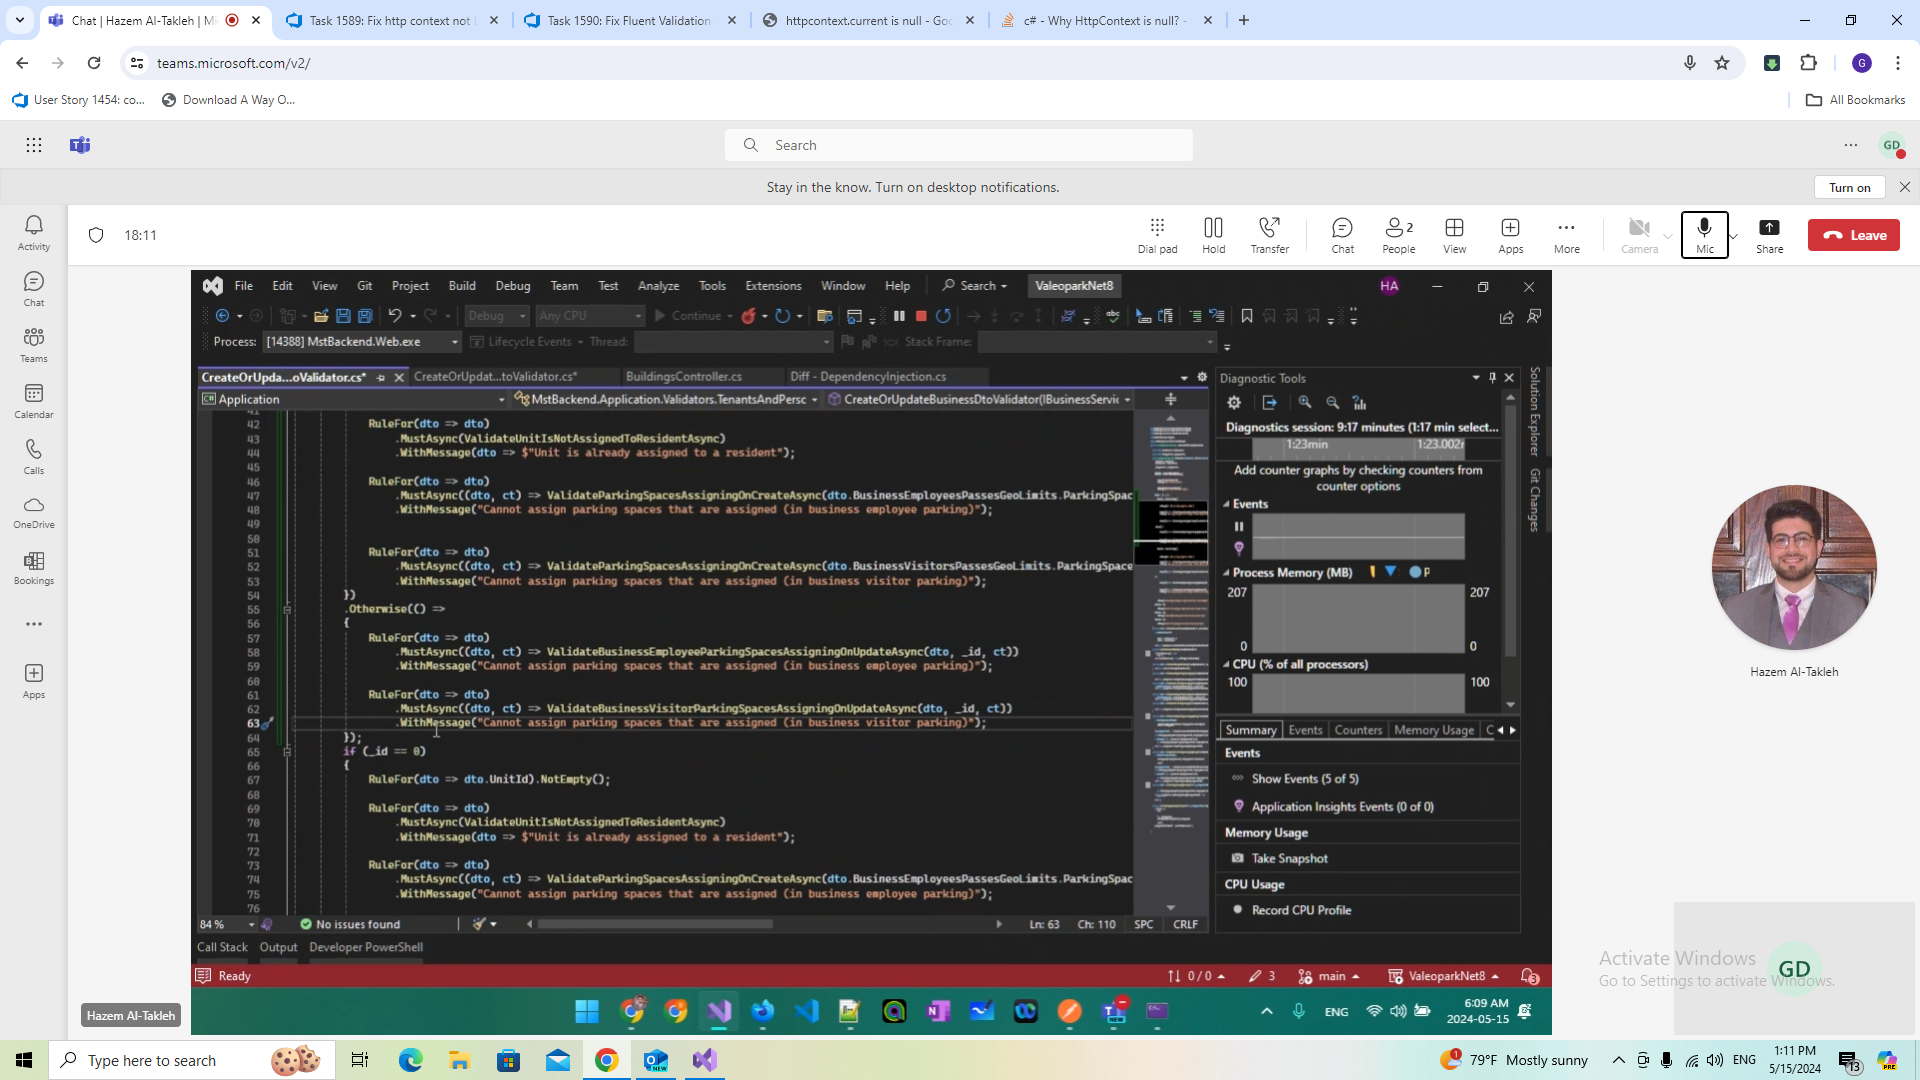 Chat | Hazem Al-Takleh | Mi
Task 1589: Fix http context not
Task 1590: Fix Fluent Validation
httpcontext.current is null - Goo
c# - Why HttpContext is null? -
teams.microsoft.com/v2/
G
User Story 1454: co...
Download A Way O...
All Bookmarks
Search
GD
Stay in the know. Turn on desktop notifications.
Turn on
18:11
Dial pad
Hold
Transfer
Chat
2
People
View
Apps
More
Camera
Mic
Share
Leave
Activity
Chat
Teams
Calendar
Calls
OneDrive
Bookings
Apps
File Edit View Git Project Build Debug Team Test Analyze Tools Extensions Window Help
Search
ValeoparkNet8
HA
Debug
Any CPU
Continue
Process: [14388] MstBackend.Web.exe
Lifecycle Events
Thread:
Stack Frame:
CreateOrUpda...oValidator.cs*
CreateOrUpdat...toValidator.cs*
BuildingsController.cs
Diff - DependencyInjection.cs
Application
MstBackend.Application.Validators.TenantsAndPersc
CreateOrUpdateBusinessDtoValidator(IBusinessServic
41
42 RuleFor(dto => dto)
43 .MustAsync(ValidateUnitIsNotAssignedToResidentAsync)
44 .WithMessage(dto => $"Unit is already assigned to a resident");
45
46 RuleFor(dto => dto)
47 .MustAsync((dto, ct) => ValidateParkingSpacesAssigningOnCreateAsync(dto.BusinessEmployeesPassesGeoLimits.ParkingSpac
48 .WithMessage("Cannot assign parking spaces that are assigned (in business employee parking)");
49
50
51 RuleFor(dto => dto)
52 .MustAsync((dto, ct) => ValidateParkingSpacesAssigningOnCreateAsync(dto.BusinessVisitorsPassesGeoLimits.ParkingSpace
53 .WithMessage("Cannot assign parking spaces that are assigned (in business visitor parking)");
54 })
55 .Otherwise(() =>
56 {
57 RuleFor(dto => dto)
58 .MustAsync((dto, ct) => ValidateBusinessEmployeeParkingSpacesAssigningOnUpdateAsync(dto, _id, ct))
59 .WithMessage("Cannot assign parking spaces that are assigned (in business employee parking)");
60
61 RuleFor(dto => dto)
62 .MustAsync((dto, ct) => ValidateBusinessVisitorParkingSpacesAssigningOnUpdateAsync(dto, _id, ct))
63 .WithMessage("Cannot assign parking spaces that are assigned (in business visitor parking)");
64 });
65 if (_id == 0)
66 {
67 RuleFor(dto => dto.UnitId).NotEmpty();
68
69 RuleFor(dto => dto)
70 .MustAsync(ValidateUnitIsNotAssignedToResidentAsync)
71 .WithMessage(dto => $"Unit is already assigned to a resident");
72
73 RuleFor(dto => dto)
74 .MustAsync((dto, ct) => ValidateParkingSpacesAssigningOnCreateAsync(dto.BusinessEmployeesPassesGeoLimits.ParkingSpac
75 .WithMessage("Cannot assign parking spaces that are assigned (in business employee parking)");
76
84 %
No issues found
Ln: 63
Ch: 110
SPC
CRLF
Call Stack
Output
Developer PowerShell
Ready
0 / 0
3
main
ValeoparkNet8
3
Diagnostic Tools
Diagnostics session: 9:17 minutes (1:17 min select...
1:23min
1:23.002r
Add counter graphs by checking counters from
counter options
Events
Process Memory (MB)
P
207
207
0
0
CPU (% of all processors)
100
100
Summary
Events
Counters
Memory Usage
C
Events
Show Events (5 of 5)
Application Insights Events (0 of 0)
Memory Usage
Take Snapshot
CPU Usage
Record CPU Profile
Solution Explorer
Git Changes
NEW
ENG
6:09 AM
2024-05-15
Hazem Al-Takleh
Hazem Al-Takleh
GD
Activate Windows
Go to Settings to activate Windows.
Type here to search
NEW
1
79°F Mostly sunny
ENG
1:11 PM
5/15/2024
13
PRE